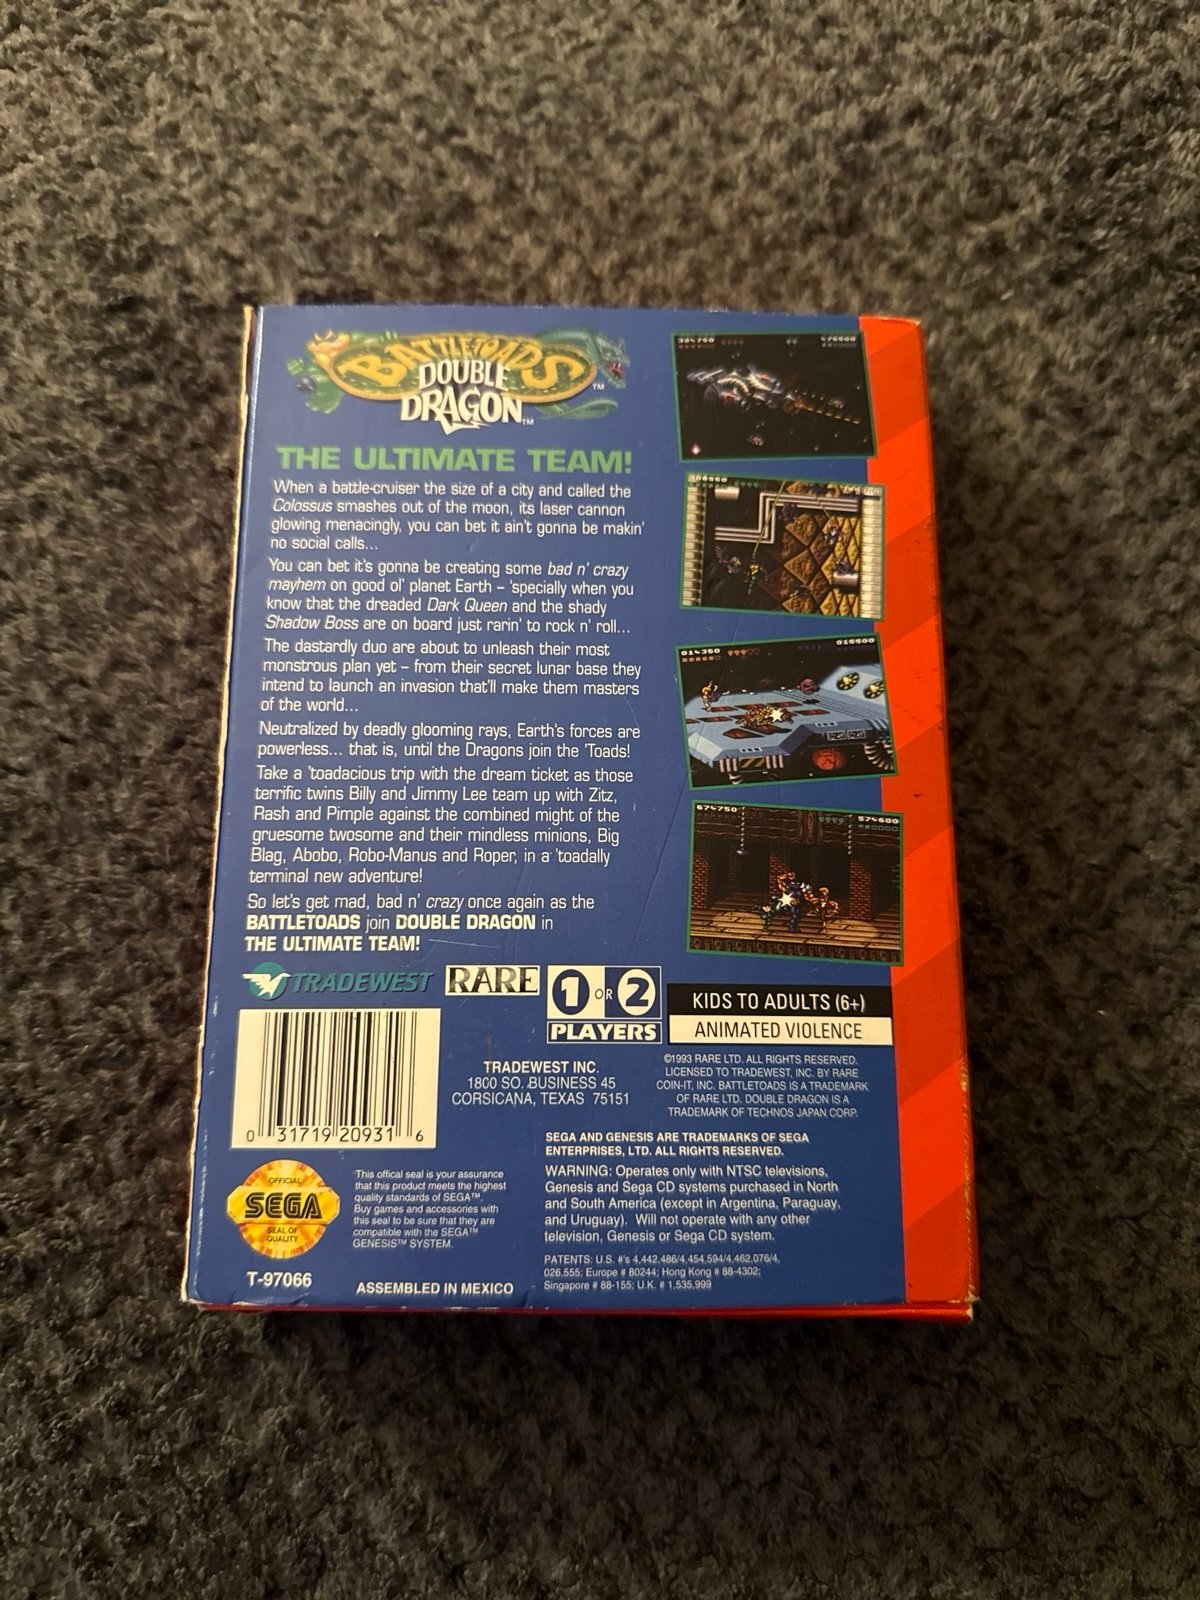 BATTLETOADS
DOUBLE
DRAGON™
™
THE ULTIMATE TEAM!
When a battle-cruiser the size of a city and called the
Colossus smashes out of the moon, its laser cannon
glowing menacingly, you can bet it ain't gonna be makin'
no social calls...
You can bet it's gonna be creating some bad n' crazy
mayhem on good ol' planet Earth – 'specially when you
know that the dreaded Dark Queen and the shady
Shadow Boss are on board just rarin' to rock n' roll...
The dastardly duo are about to unleash their most
monstrous plan yet – from their secret lunar base they
intend to launch an invasion that'll make them masters
of the world...
Neutralized by deadly glooming rays, Earth's forces are
powerless... that is, until the Dragons join the 'Toads!
Take a 'toadacious trip with the dream ticket as those
terrific twins Billy and Jimmy Lee team up with Zitz,
Rash and Pimple against the combined might of the
gruesome twosome and their mindless minions, Big
Blag, Abobo, Robo-Manus and Roper, in a 'toadally
terminal new adventure!
So let's get mad, bad n' crazy once again as the
BATTLETOADS join DOUBLE DRAGON in
THE ULTIMATE TEAM!
014350
018500
674750
574600
TRADEWEST
RARE
1 OR 2
PLAYERS
KIDS TO ADULTS (6+)
ANIMATED VIOLENCE
0 31719 20931 6
TRADEWEST INC.
1800 SO. BUSINESS 45
CORSICANA, TEXAS 75151
©1993 RARE LTD. ALL RIGHTS RESERVED.
LICENSED TO TRADEWEST, INC. BY RARE
COIN-IT, INC. BATTLETOADS IS A TRADEMARK
OF RARE LTD. DOUBLE DRAGON IS A
TRADEMARK OF TECHNOS JAPAN CORP.
SEGA AND GENESIS ARE TRADEMARKS OF SEGA
ENTERPRISES, LTD. ALL RIGHTS RESERVED.
WARNING: Operates only with NTSC televisions,
Genesis and Sega CD systems purchased in North
and South America (except in Argentina, Paraguay,
and Uruguay). Will not operate with any other
television, Genesis or Sega CD system.
PATENTS: U.S. #'s 4,442,486/4,454,594/4,462,076/4,
026,555; Europe # 80244; Hong Kong # 88-4302;
Singapore # 88-155; U.K. # 1,535,999
OFFICIAL
SEGA
SEAL OF
QUALITY
This offical seal is your assurance
that this product meets the highest
quality standards of SEGA™.
Buy games and accessories with
this seal to be sure that they are
compatible with the SEGA™
GENESIS™ SYSTEM.
T-97066
ASSEMBLED IN MEXICO